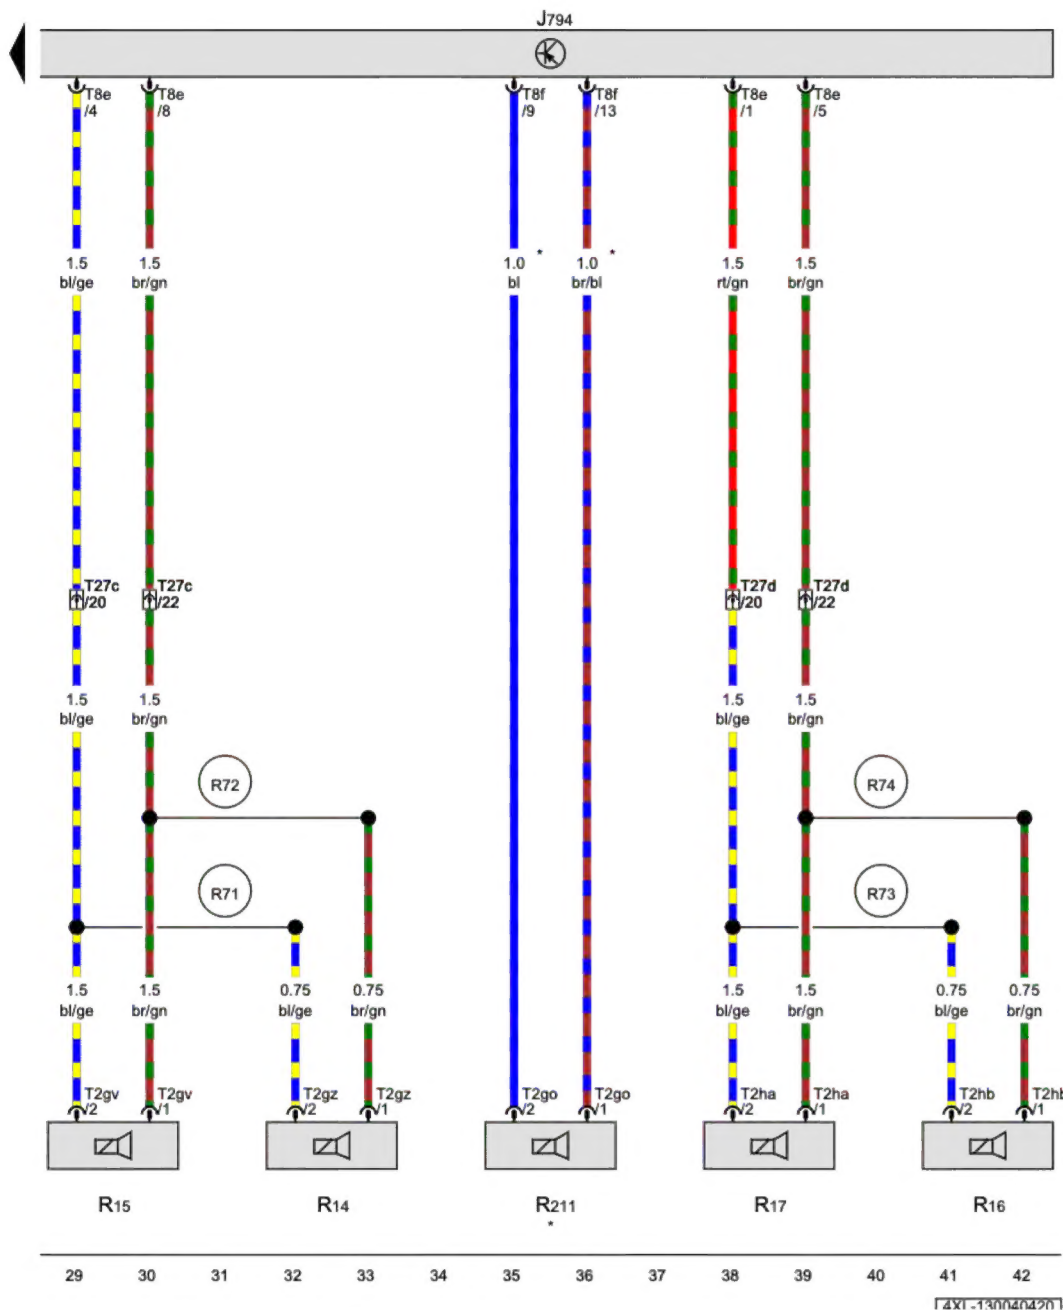 J794
T8e T8e T8f T8f T8e T8e
/4 /8 /9 /13 /1 /5
1.5 1.5 1.0 * 1.0 * 1.5 1.5
bl/ge br/gn bl br/bl rt/gn br/gn
T27c T27c T27d T27d
/20 /22 /20 /22
1.5 1.5 1.5 1.5
bl/ge br/gn bl/ge br/gn
R72 R74
R71 R73
1.5 1.5 0.75 0.75 1.5 1.5 0.75 0.75
bl/ge br/gn bl/ge br/gn bl/ge br/gn bl/ge br/gn
T2gv T2gv T2gz T2gz T2go T2go T2ha T2ha T2hb T2hb
/2 /1 /2 /1 /2 /1 /2 /1 /2 /1
R15 R14 R211 R17 R16
*
29 30 31 32 33 34 35 36 37 38 39 40 41 42
4XL-130040420